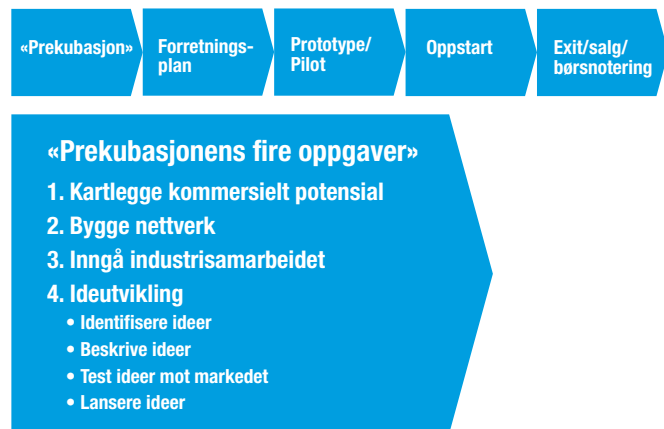 «Prekubasjon»
Forretnings-
plan
Prototype/
Pilot
Oppstart
Exit/salg/
børsnotering
«Prekubasjonens fire oppgaver»
1. Kartlegge kommersielt potensial
2. Bygge nettverk
3. Inngå industrisamarbeidet
4. Ideutvikling
• Identifisere ideer
• Beskrive ideer
• Test ideer mot markedet
• Lansere ideer